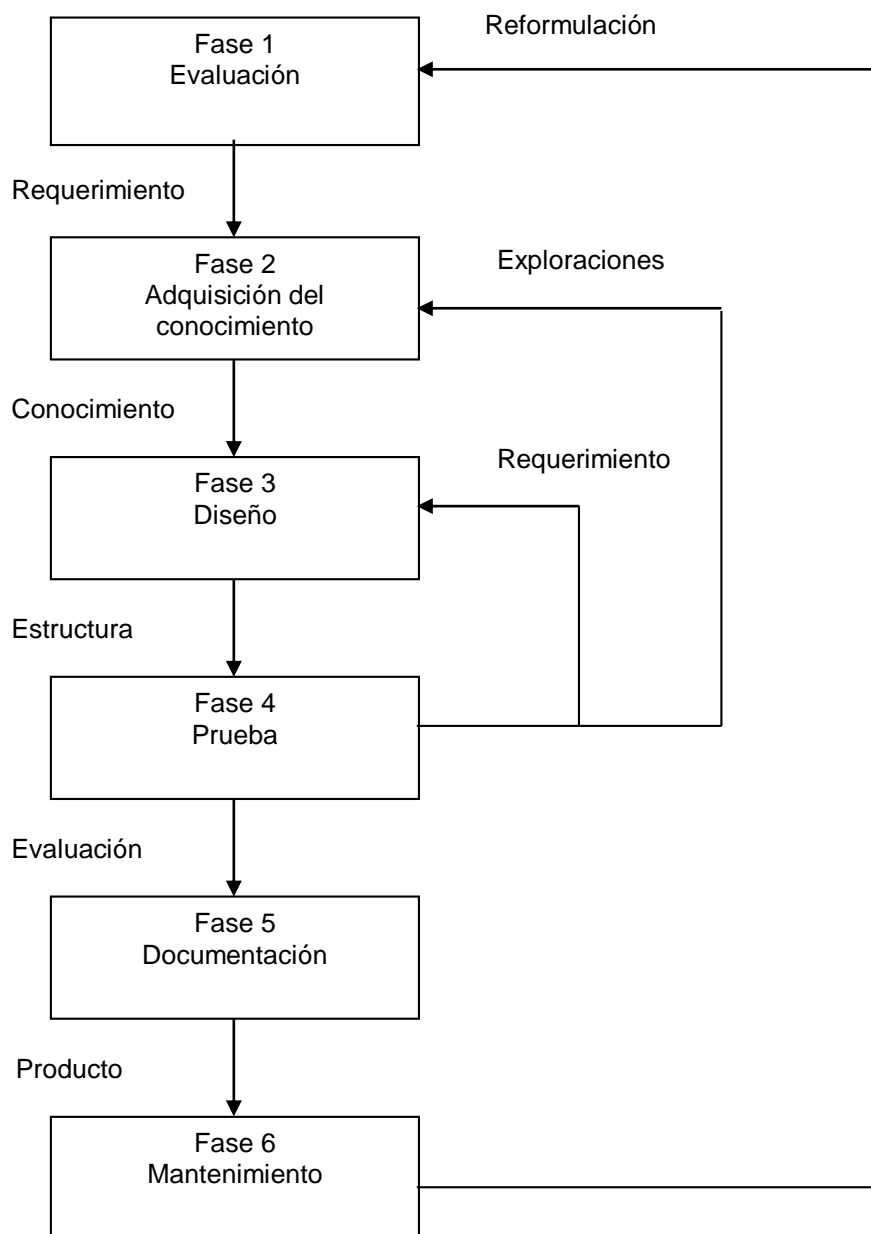 Fase 1
Evaluación
Reformulación
Requerimiento
Fase 2
Adquisición del
conocimiento
Exploraciones
Conocimiento
Fase 3
Diseño
Requerimiento
Estructura
Fase 4
Prueba
Evaluación
Fase 5
Documentación
Producto
Fase 6
Mantenimiento